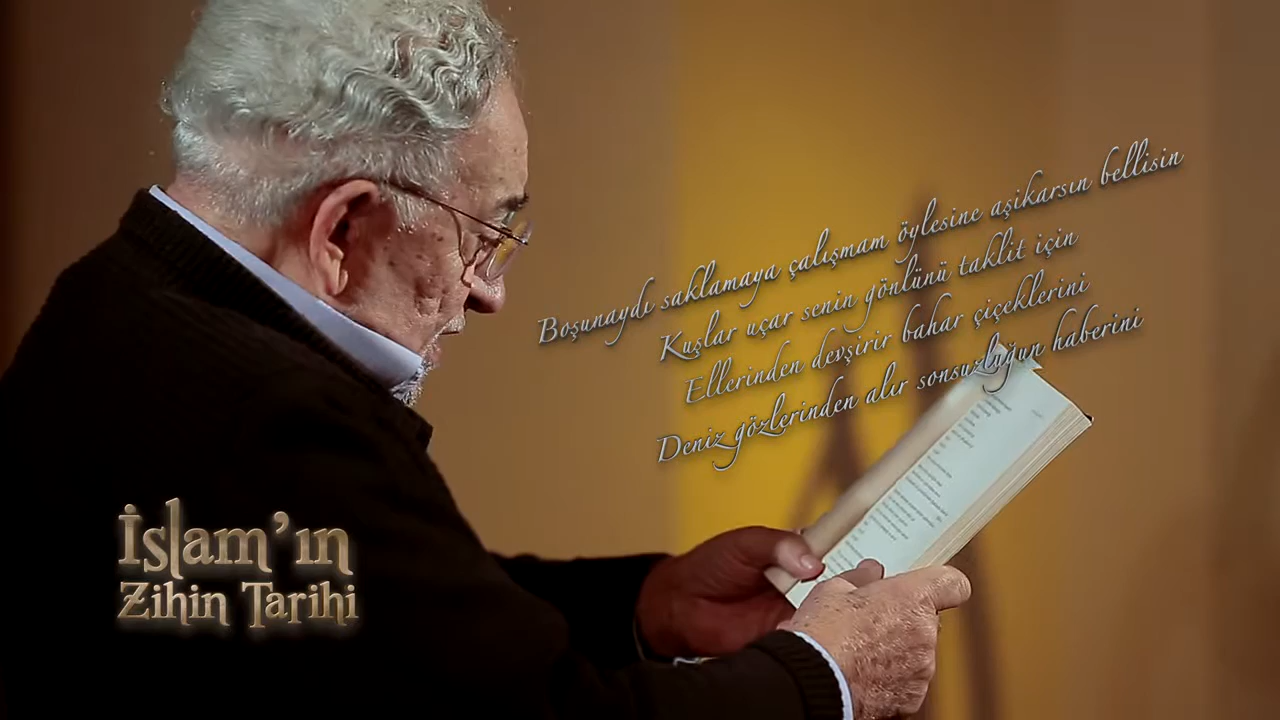 Boşunaydı saklamaya çalışmam öylesine aşikarsın bellisin
Kuşlar uçar senin gönlünü taklit için
Ellerinden devşirir bahar çiçeklerini
Deniz gözlerinden alır sonsuzluğun haberini
İslam'ın
Zihin Tarihi